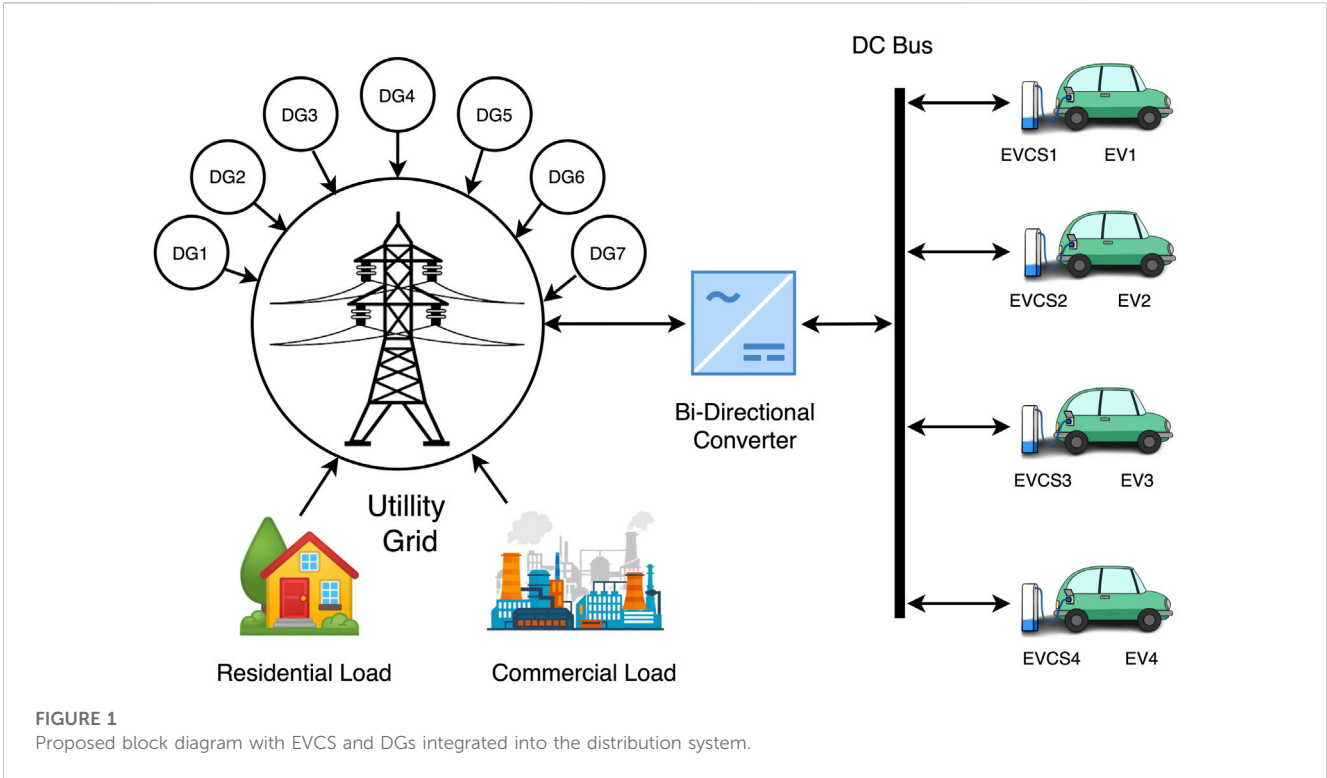 DC Bus
DG1
DG2
DG3
DG4
DG5
DG6
DG7
Utillity
Grid
Residential Load
Commercial Load
Bi-Directional
Converter
EVCS1 EV1
EVCS2 EV2
EVCS3 EV3
EVCS4 EV4
FIGURE 1
Proposed block diagram with EVCS and DGs integrated into the distribution system.